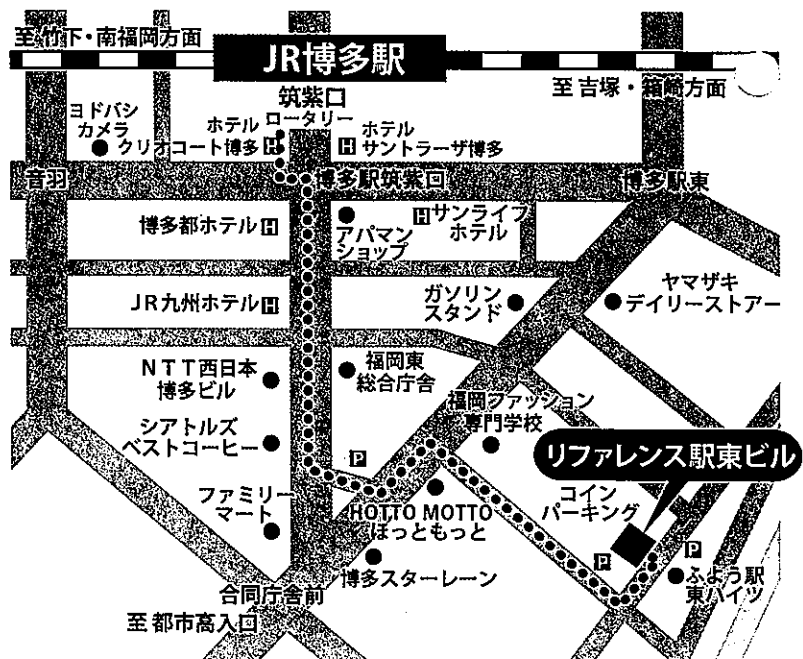 至 竹下・南福岡方面
JR博多駅
至 吉塚・箱崎方面
筑紫口
ロータリー
ヨドバシ
カメラ
ホテル
クリオコート博多 H
H ホテル
サントラーザ博多
音羽
博多駅筑紫口
博多駅東
博多都ホテル H
アパマン
ショップ
H サンライフ
ホテル
JR九州ホテル H
ガソリン
スタンド
ヤマザキ
デイリーストアー
NTT西日本
博多ビル
福岡東
総合庁舎
福岡ファッション
専門学校
シアトルズ
ベストコーヒー
P
リファレンス駅東ビル
ファミリー
マート
HOTTO MOTTO
ほっともっと
コイン
パーキング
P
P
博多スターレーン
ふよう駅
東ハイツ
合同庁舎前
至 都市高入口